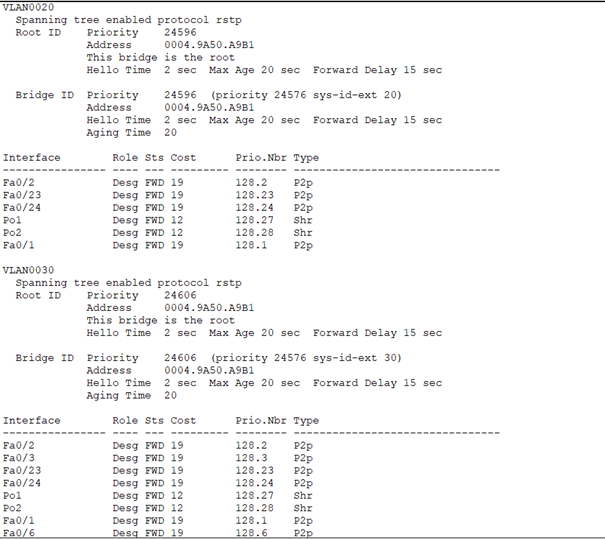 VLAN0020
  Spanning tree enabled protocol rstp
  Root ID    Priority    24596
             Address     0004.9A50.A9B1
             This bridge is the root
             Hello Time  2 sec  Max Age 20 sec  Forward Delay 15 sec

  Bridge ID  Priority    24596  (priority 24576 sys-id-ext 20)
             Address     0004.9A50.A9B1
             Hello Time  2 sec  Max Age 20 sec  Forward Delay 15 sec
             Aging Time  20

Interface        Role Sts Cost      Prio.Nbr Type
---------------- ---- --- --------- -------- --------------------------------
Fa0/2            Desg FWD 19        128.2    P2p
Fa0/23           Desg FWD 19        128.23   P2p
Fa0/24           Desg FWD 19        128.24   P2p
Po1              Desg FWD 12        128.27   Shr
Po2              Desg FWD 12        128.28   Shr
Fa0/1            Desg FWD 19        128.1    P2p

VLAN0030
  Spanning tree enabled protocol rstp
  Root ID    Priority    24606
             Address     0004.9A50.A9B1
             This bridge is the root
             Hello Time  2 sec  Max Age 20 sec  Forward Delay 15 sec

  Bridge ID  Priority    24606  (priority 24576 sys-id-ext 30)
             Address     0004.9A50.A9B1
             Hello Time  2 sec  Max Age 20 sec  Forward Delay 15 sec
             Aging Time  20

Interface        Role Sts Cost      Prio.Nbr Type
---------------- ---- --- --------- -------- --------------------------------
Fa0/2            Desg FWD 19        128.2    P2p
Fa0/3            Desg FWD 19        128.3    P2p
Fa0/23           Desg FWD 19        128.23   P2p
Fa0/24           Desg FWD 19        128.24   P2p
Po1              Desg FWD 12        128.27   Shr
Po2              Desg FWD 12        128.28   Shr
Fa0/1            Desg FWD 19        128.1    P2p
Fa0/6            Desg FWD 19        128.6    P2p